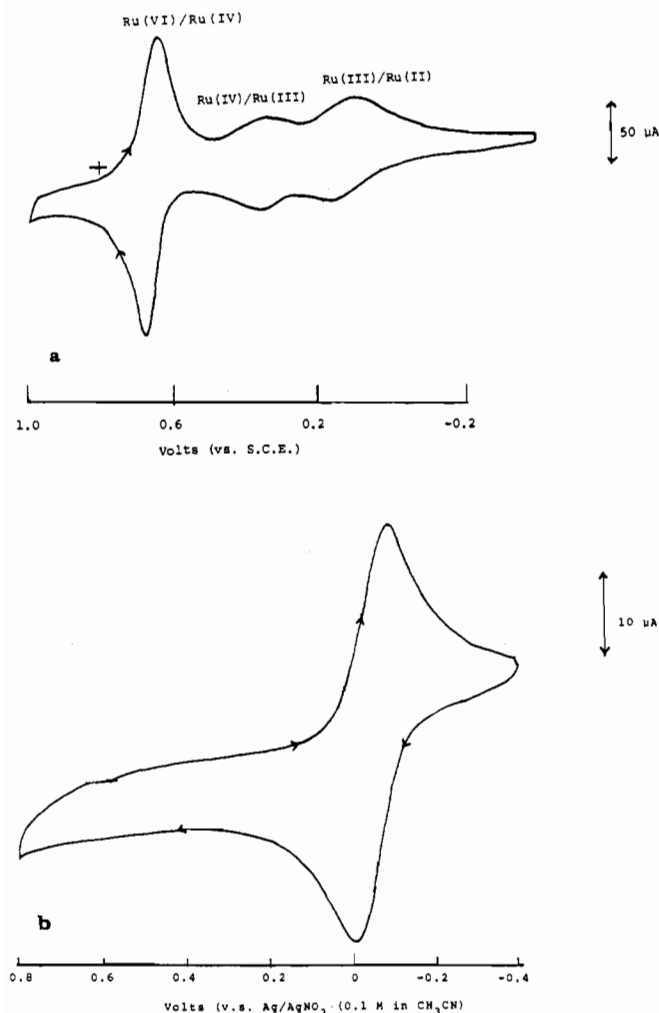 Ru(VI)/Ru(IV)
Ru(IV)/Ru(III)
Ru(III)/Ru(II)
50 µA
a
1.0 0.6 0.2 -0.2
Volts (vs. S.C.E.)
10 µA
b
0.8 0.6 0.4 0.2 0 -0.2 -0.4
Volts (v.s. Ag/AgNO₃ (0.1 M in CH₃CN)